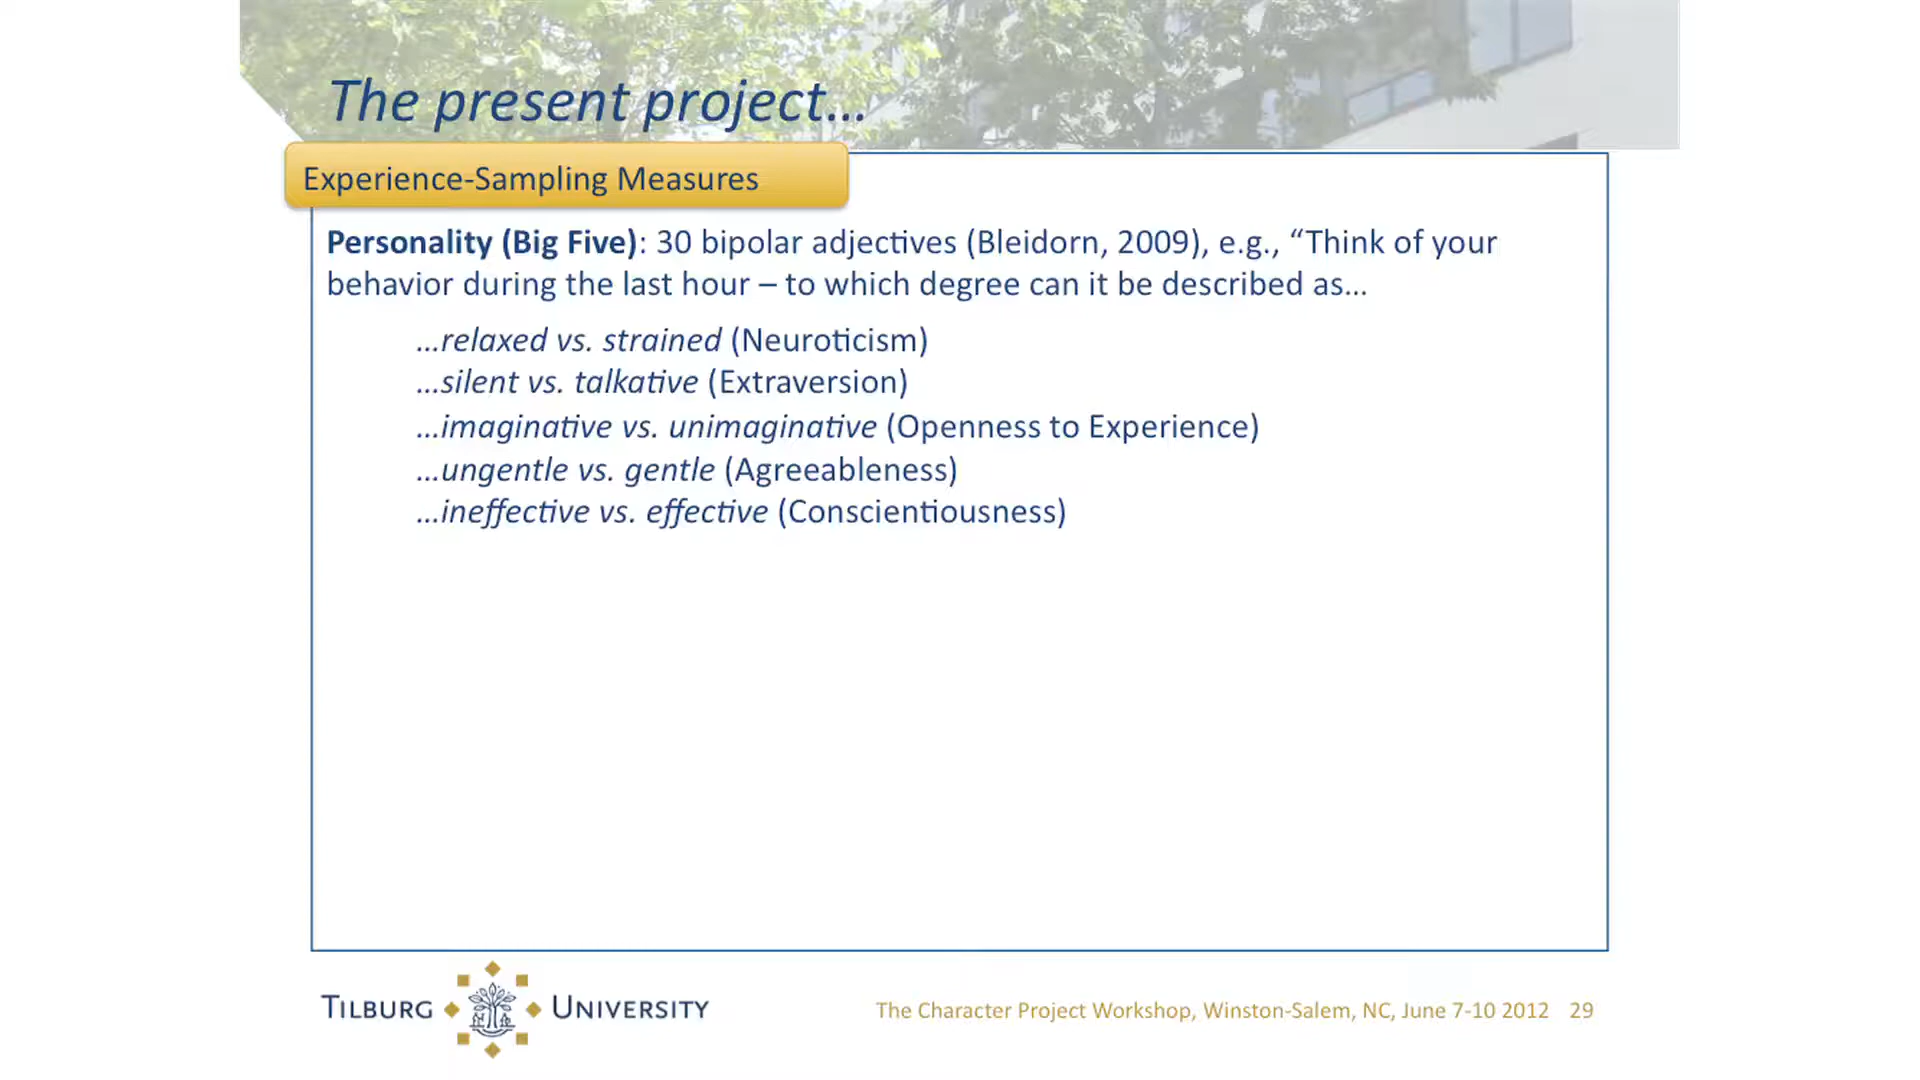 The present project...
Experience-Sampling Measures
Personality (Big Five): 30 bipolar adjectives (Bleidorn, 2009), e.g., “Think of your
behavior during the last hour – to which degree can it be described as...
...relaxed vs. strained (Neuroticism)
...silent vs. talkative (Extraversion)
...imaginative vs. unimaginative (Openness to Experience)
...ungentle vs. gentle (Agreeableness)
...ineffective vs. effective (Conscientiousness)
TILBURG UNIVERSITY
The Character Project Workshop, Winston-Salem, NC, June 7-10 2012 29